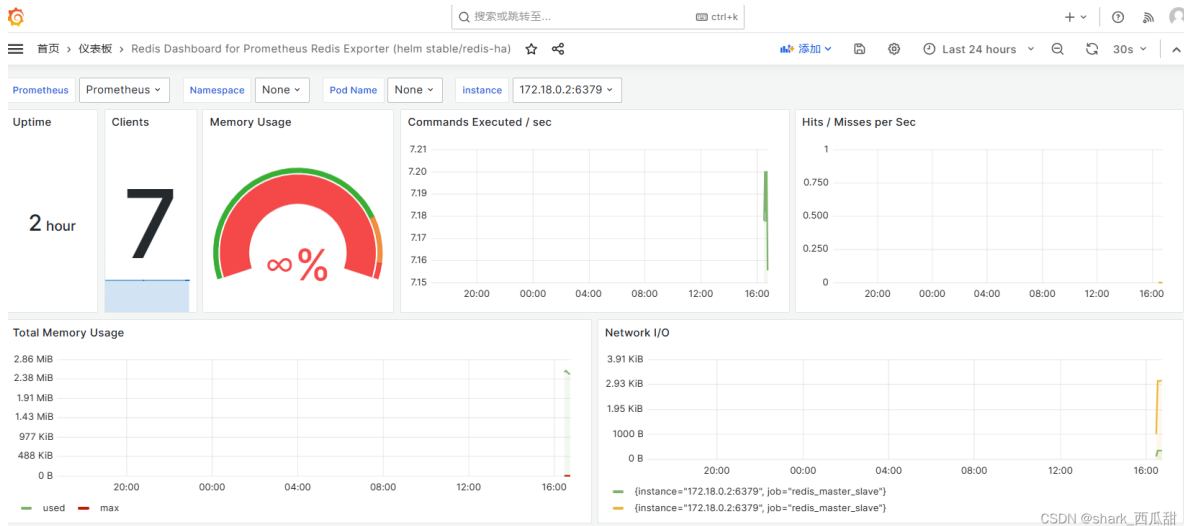 搜索或跳转至... ctrl+k
首页 › 仪表板 › Redis Dashboard for Prometheus Redis Exporter (helm stable/redis-ha) 添加 Last 24 hours 30s
Prometheus Prometheus Namespace None Pod Name None instance 172.18.0.2:6379
Uptime
2 hour
Clients
7
Memory Usage
∞%
Commands Executed / sec
7.21
7.20
7.19
7.18
7.17
7.16
7.15
20:00 00:00 04:00 08:00 12:00 16:00
Hits / Misses per Sec
1
0.750
0.500
0.250
0
20:00 00:00 04:00 08:00 12:00 16:00
Total Memory Usage
2.86 MiB
2.38 MiB
1.91 MiB
1.43 MiB
977 KiB
488 KiB
0 B
20:00 00:00 04:00 08:00 12:00 16:00
used max
Network I/O
3.91 KiB
2.93 KiB
1.95 KiB
1000 B
0 B
20:00 00:00 04:00 08:00 12:00 16:00
{instance="172.18.0.2:6379", job="redis_master_slave"}
{instance="172.18.0.2:6379", job="redis_master_slave"}
CSDN @shark_西瓜甜